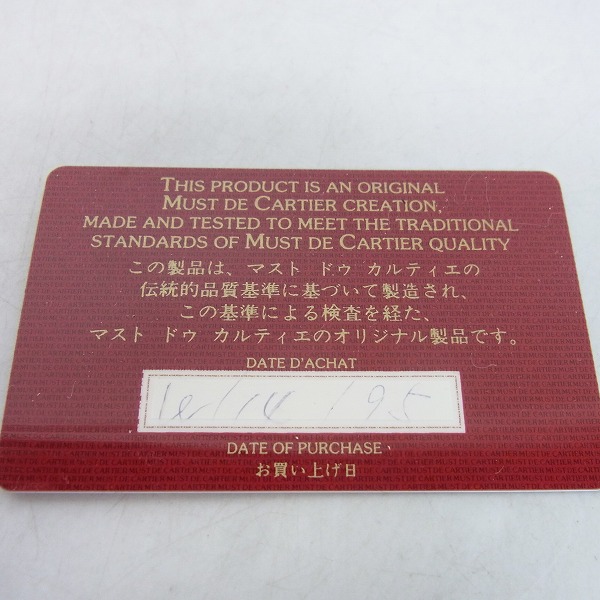 THIS PRODUCT IS AN ORIGINAL
MUST DE CARTIER CREATION,
MADE AND TESTED TO MEET THE TRADITIONAL
STANDARDS OF MUST DE CARTIER QUALITY
この製品は、マスト ドゥ カルティエの
伝統的品質基準に基づいて製造され、
この基準による検査を経た、
マスト ドゥ カルティエのオリジナル製品です。
DATE D'ACHAT
/95
DATE OF PURCHASE
お買い上げ日